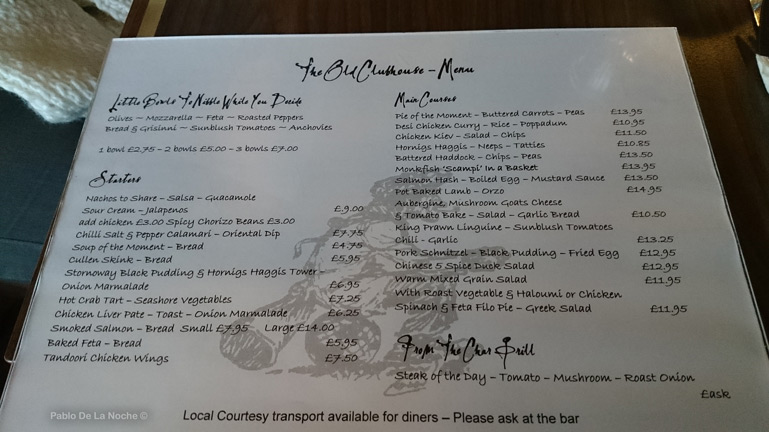 The Old Clubhouse – Menu
Little Bowls To Nibble While You Decide
Olives ~ Mozzarella ~ Feta ~ Roasted Peppers
Bread & Grisinni ~ Sunblush Tomatoes ~ Anchovies
1 bowl £2.75 - 2 bowls £5.00 - 3 bowls £7.00
Starters
Nachos to Share – Salsa – Guacamole
Sour Cream – Jalapenos £9.00
add chicken £3.00 Spicy Chorizo Beans £3.00
Chilli Salt & Pepper Calamari – Oriental Dip £7.75
Soup of the Moment – Bread £4.75
Cullen Skink – Bread £5.95
Stornoway Black Pudding & Hornigs Haggis Tower –
Onion Marmalade £6.95
Hot Crab Tart – Seashore Vegetables £7.25
Chicken Liver Pate – Toast – Onion Marmalade £6.25
Smoked Salmon – Bread Small £7.95 Large £14.00
Baked Feta – Bread £5.95
Tandoori Chicken Wings £7.50
Main Courses
Pie of the Moment – Buttered Carrots – Peas £13.95
Desi Chicken Curry – Rice – Poppadum £10.95
Chicken Kiev – Salad – Chips £11.50
Hornigs Haggis – Neeps – Tatties £10.85
Battered Haddock – Chips – Peas £13.50
Monkfish 'Scampi' In a Basket £13.95
Salmon Hash – Boiled Egg – Mustard Sauce £13.50
Pot Baked Lamb – Orzo £14.95
Aubergine, Mushroom Goats Cheese
& Tomato Bake – Salad – Garlic Bread £10.50
King Prawn Linguine – Sunblush Tomatoes
Chilli – Garlic £13.25
Pork Schnitzel – Black Pudding – Fried Egg £12.95
Chinese 5 Spice Duck Salad £12.95
Warm Mixed Grain Salad £11.95
With Roast Vegetable & Haloumi or Chicken
Spinach & Feta Filo Pie – Greek Salad £11.95
From The Char Grill
Steak of the Day – Tomato – Mushroom – Roast Onion
£ask
Local Courtesy transport available for diners – Please ask at the bar
Pablo De La Noche ©